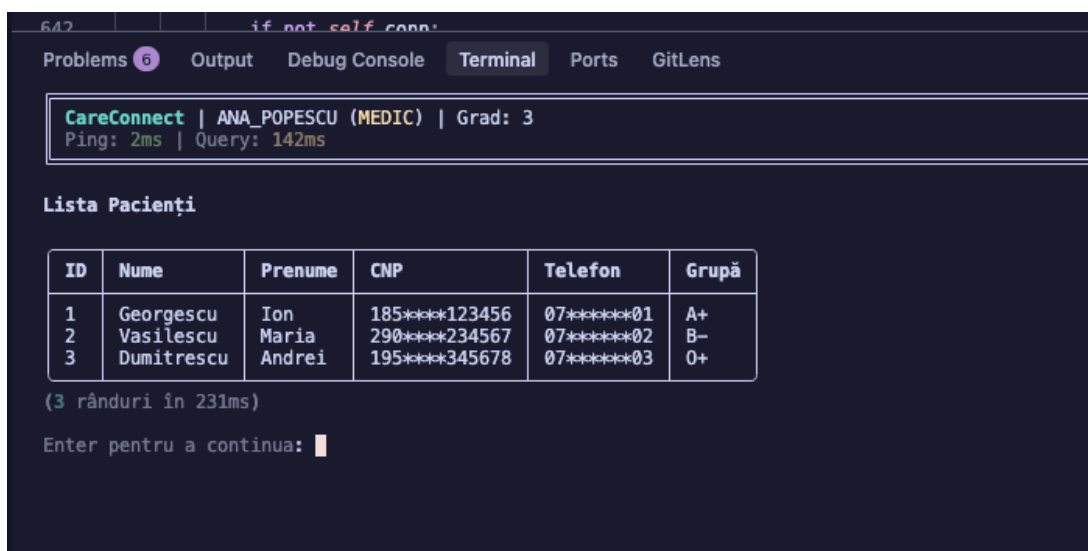 642 if not self conn:
Problems 6 Output Debug Console Terminal Ports GitLens
CareConnect | ANA_POPESCU (MEDIC) | Grad: 3
Ping: 2ms | Query: 142ms
Lista Pacienți
ID Nume Prenume CNP Telefon Grupă
1 Georgescu Ion 185****123456 07******01 A+
2 Vasilescu Maria 290****234567 07******02 B-
3 Dumitrescu Andrei 195****345678 07******03 O+
(3 rânduri în 231ms)
Enter pentru a continua: